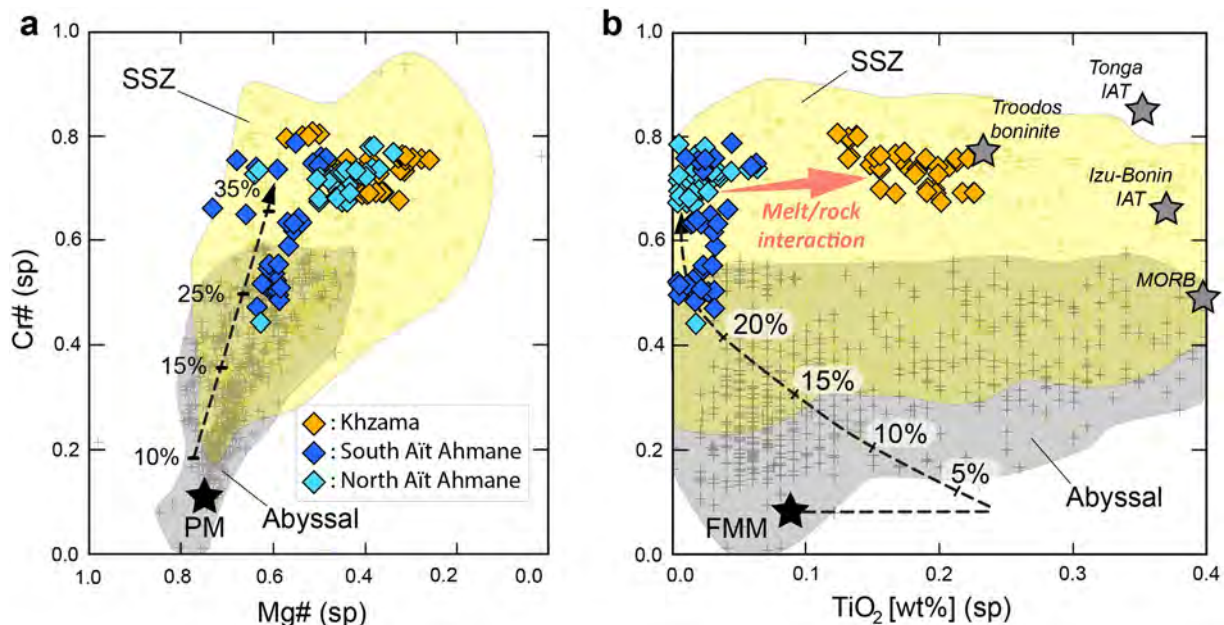 a
1.0
0.8
0.6
0.4
0.2
0.0
Cr# (sp)
1.0
0.8
0.6
0.4
0.2
0.0
Mg# (sp)
SSZ
35%
25%
15%
10%
PM
Abyssal
: Khzama
: South Aït Ahmane
: North Aït Ahmane
b
1.0
0.8
0.6
0.4
0.2
0.0
0.0
0.1
0.2
0.3
0.4
TiO₂ [wt%] (sp)
SSZ
Tonga
IAT
Troodos
boninite
Izu-Bonin
IAT
MORB
Melt/rock
interaction
20%
15%
10%
5%
FMM
Abyssal